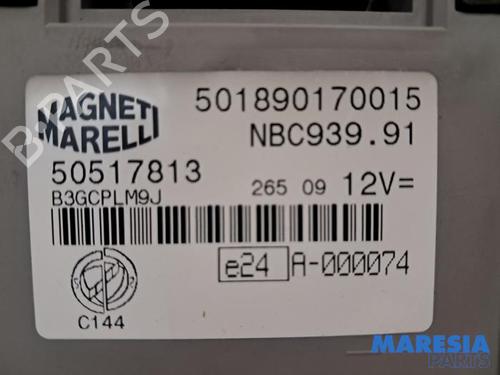 MAGNETI MARELLI
501890170015
NBC939.91
50517813
B3GCPLM9J
265 09 12V=
e24 A-000074
C144
B-PARTS
MARESIA
PARTS